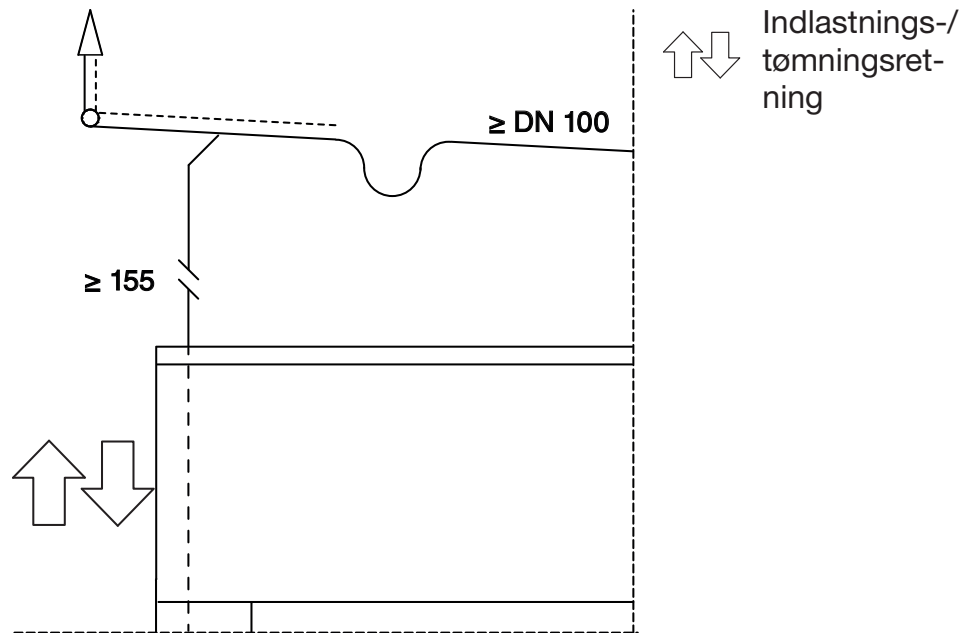 Indlastnings-/
tømningsret-
ning
≥ DN 100
≥ 155